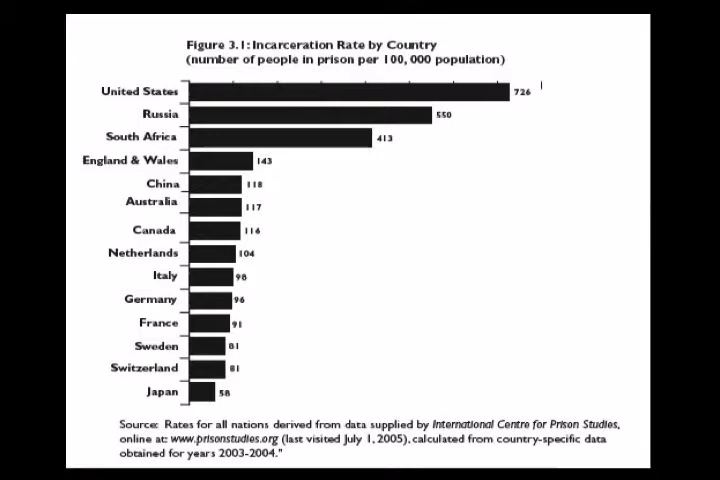 Figure 3.1: Incarceration Rate by Country
(number of people in prison per 100, 000 population)
United States 726
Russia 550
South Africa 413
England & Wales 143
China 118
Australia 117
Canada 116
Netherlands 104
Italy 98
Germany 96
France 91
Sweden 81
Switzerland 81
Japan 58
Source: Rates for all nations derived from data supplied by International Centre for Prison Studies,
online at: www.prisonstudies.org (last visited July 1, 2005), calculated from country-specific data
obtained for years 2003-2004."